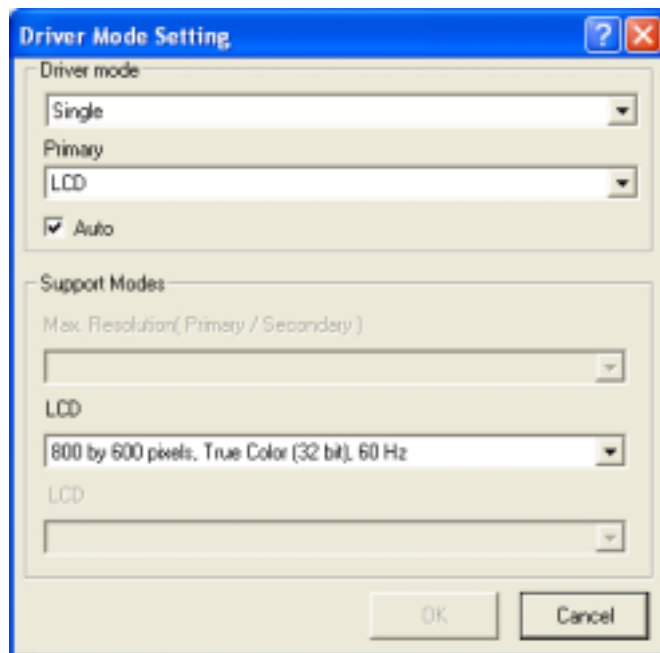 Driver Mode Setting
Driver mode
Single
Primary
LCD
Auto
Support Modes
Max. Resolution( Primary / Secondary )
LCD
800 by 600 pixels, True Color (32 bit), 60 Hz
LCD
OK Cancel